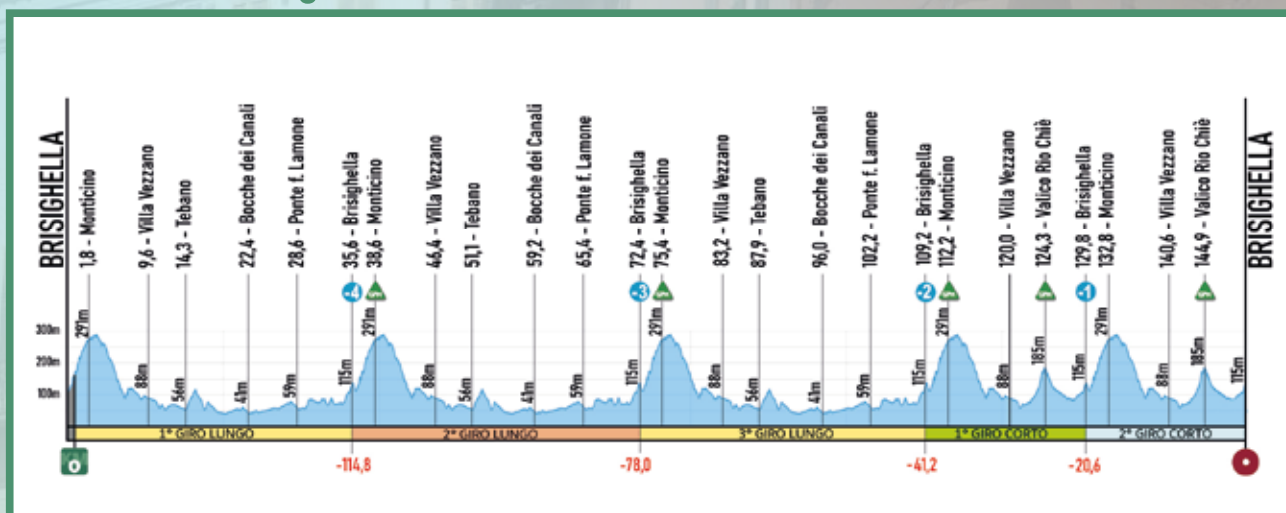 BRISIGHELLA
1,8 - Monticino
9,6 - Villa Vezzano
14,3 - Tebano
22,4 - Bocche dei Canali
28,6 - Ponte f. Lamone
35,6 - Brisighella
38,6 - Monticino
46,4 - Villa Vezzano
51,1 - Tebano
59,2 - Bocche dei Canali
65,4 - Ponte f. Lamone
72,4 - Brisighella
75,4 - Monticino
83,2 - Villa Vezzano
87,9 - Tebano
96,0 - Bocche dei Canali
102,2 - Ponte f. Lamone
109,2 - Brisighella
112,2 - Monticino
120,0 - Villa Vezzano
124,3 - Valico Rio Chiè
129,8 - Brisighella
132,8 - Monticino
140,6 - Villa Vezzano
144,9 - Valico Rio Chiè
BRISIGHELLA
-4
-3
-2
-1
300m
200m
100m
291m
88m
56m
41m
59m
115m
291m
88m
56m
41m
59m
115m
291m
88m
56m
41m
59m
115m
291m
88m
185m
115m
291m
88m
185m
115m
1° GIRO LUNGO
2° GIRO LUNGO
3° GIRO LUNGO
1° GIRO CORTO
2° GIRO CORTO
0
-114,8
-78,0
-41,2
-20,6